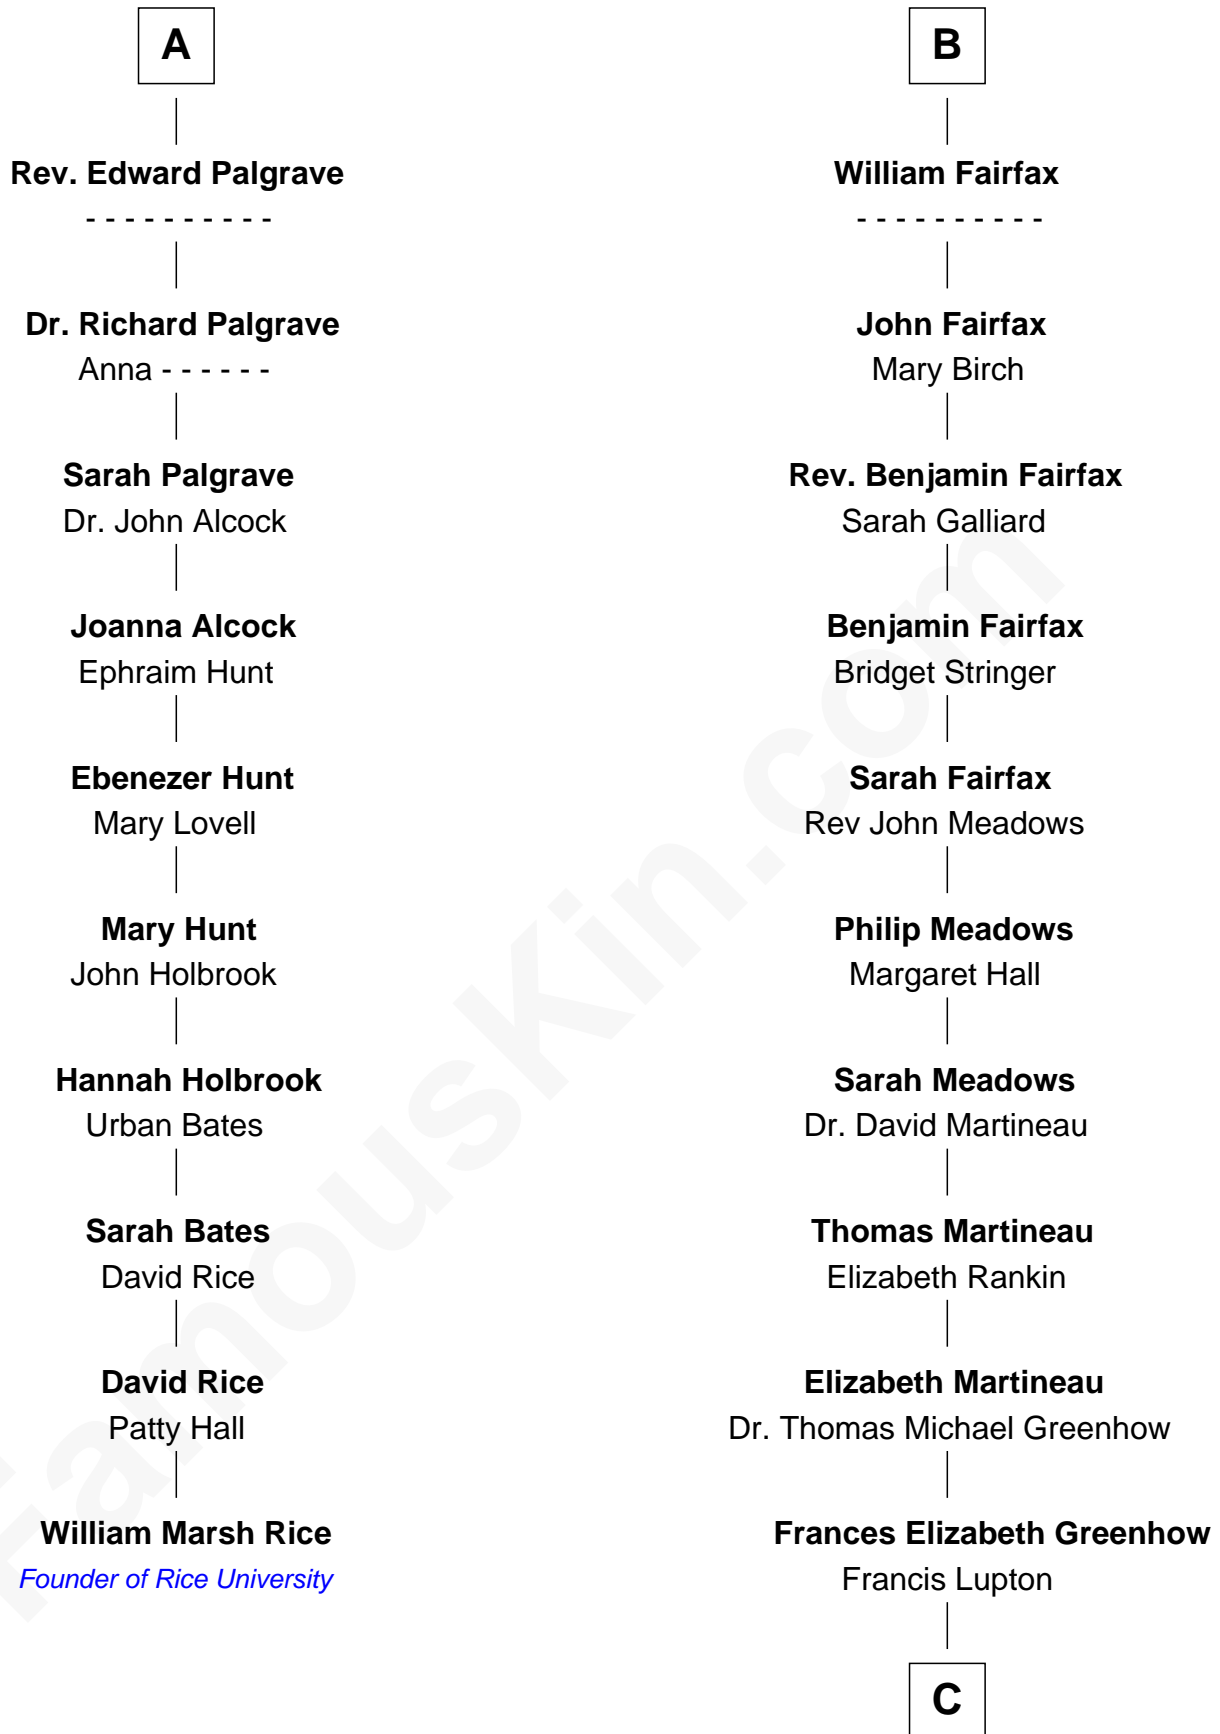 A
Rev. Edward Palgrave
- - - - - - - - - -
Dr. Richard Palgrave
Anna - - - - - -
Sarah Palgrave
Dr. John Alcock
Joanna Alcock
Ephraim Hunt
Ebenezer Hunt
Mary Lovell
Mary Hunt
John Holbrook
Hannah Holbrook
Urban Bates
Sarah Bates
David Rice
David Rice
Patty Hall
William Marsh Rice
Founder of Rice University
B
William Fairfax
- - - - - - - - - -
John Fairfax
Mary Birch
Rev. Benjamin Fairfax
Sarah Galliard
Benjamin Fairfax
Bridget Stringer
Sarah Fairfax
Rev John Meadows
Philip Meadows
Margaret Hall
Sarah Meadows
Dr. David Martineau
Thomas Martineau
Elizabeth Rankin
Elizabeth Martineau
Dr. Thomas Michael Greenhow
Frances Elizabeth Greenhow
Francis Lupton
C
FamousKin.com